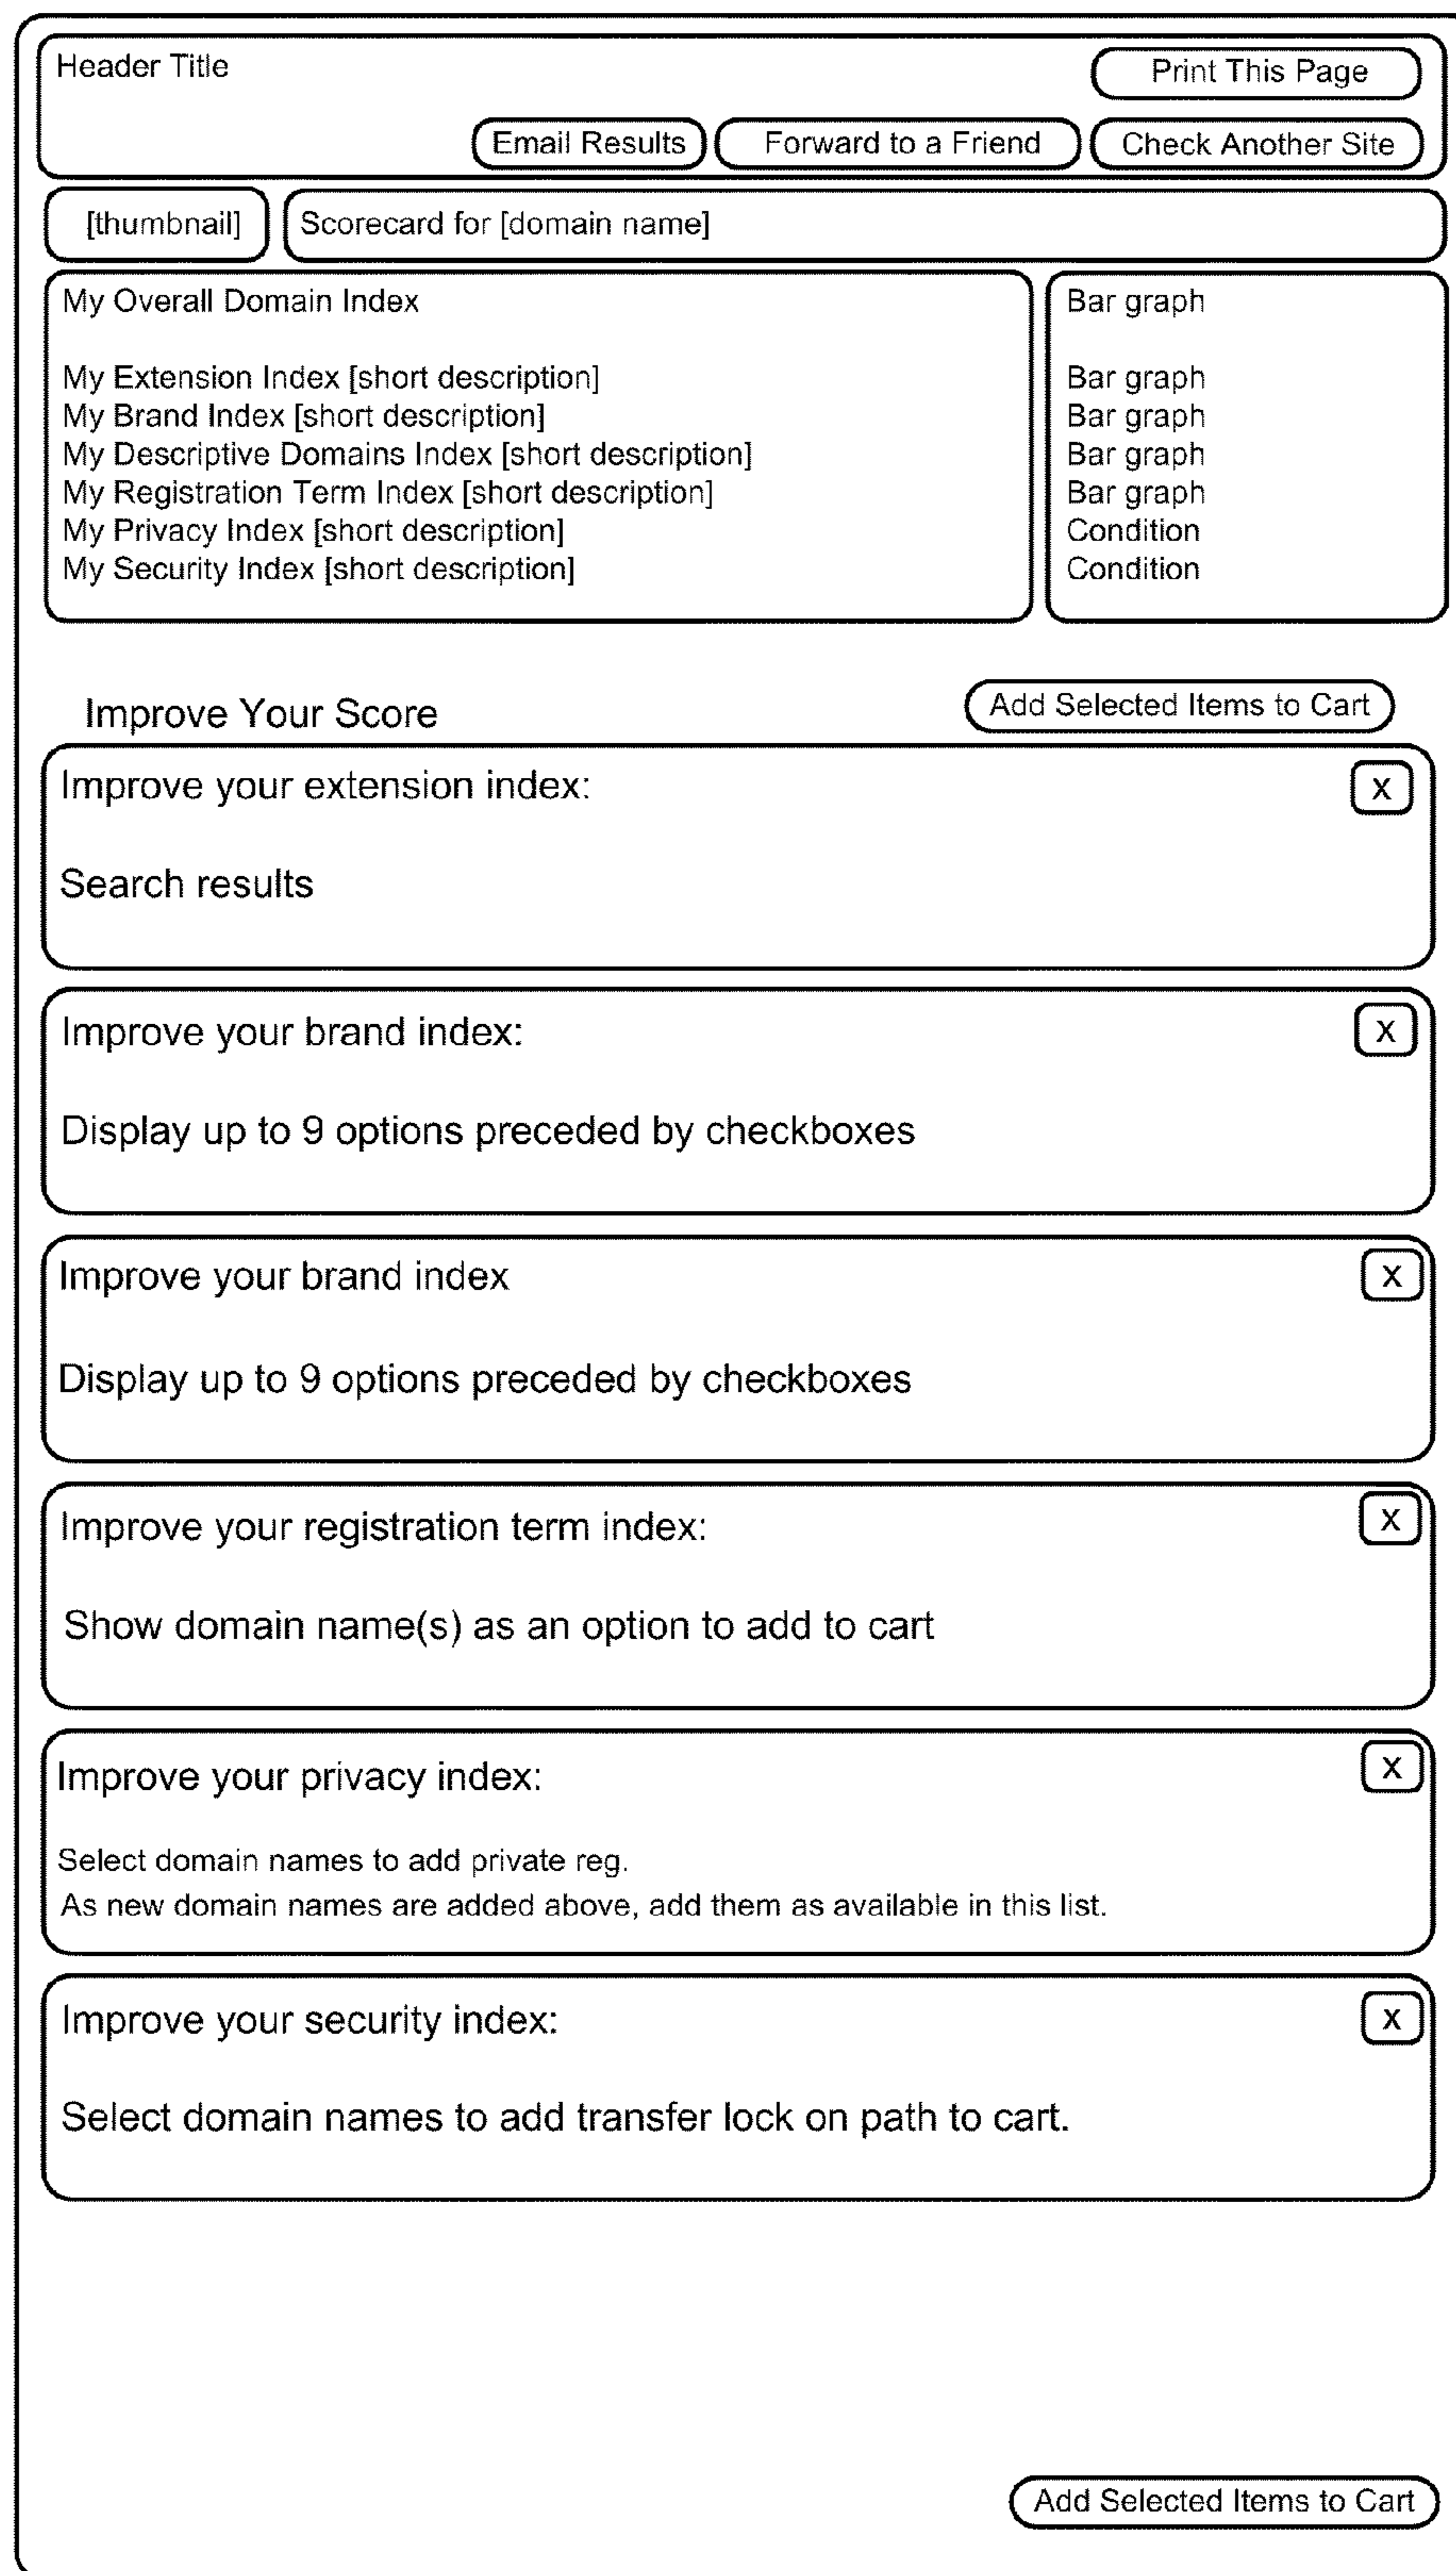 Header Title
Print This Page
Email Results
Forward to a Friend
Check Another Site
[thumbnail]
Scorecard for [domain name]
My Overall Domain Index
Bar graph
My Extension Index [short description]
Bar graph
My Brand Index [short description]
Bar graph
My Descriptive Domains Index [short description]
Bar graph
My Registration Term Index [short description]
Bar graph
My Privacy Index [short description]
Condition
My Security Index [short description]
Condition
Improve Your Score
Add Selected Items to Cart
Improve your extension index:
X
Search results
Improve your brand index:
X
Display up to 9 options preceded by checkboxes
Improve your brand index
X
Display up to 9 options preceded by checkboxes
Improve your registration term index:
X
Show domain name(s) as an option to add to cart
Improve your privacy index:
X
Select domain names to add private reg.
As new domain names are added above, add them as available in this list.
Improve your security index:
X
Select domain names to add transfer lock on path to cart.
Add Selected Items to Cart